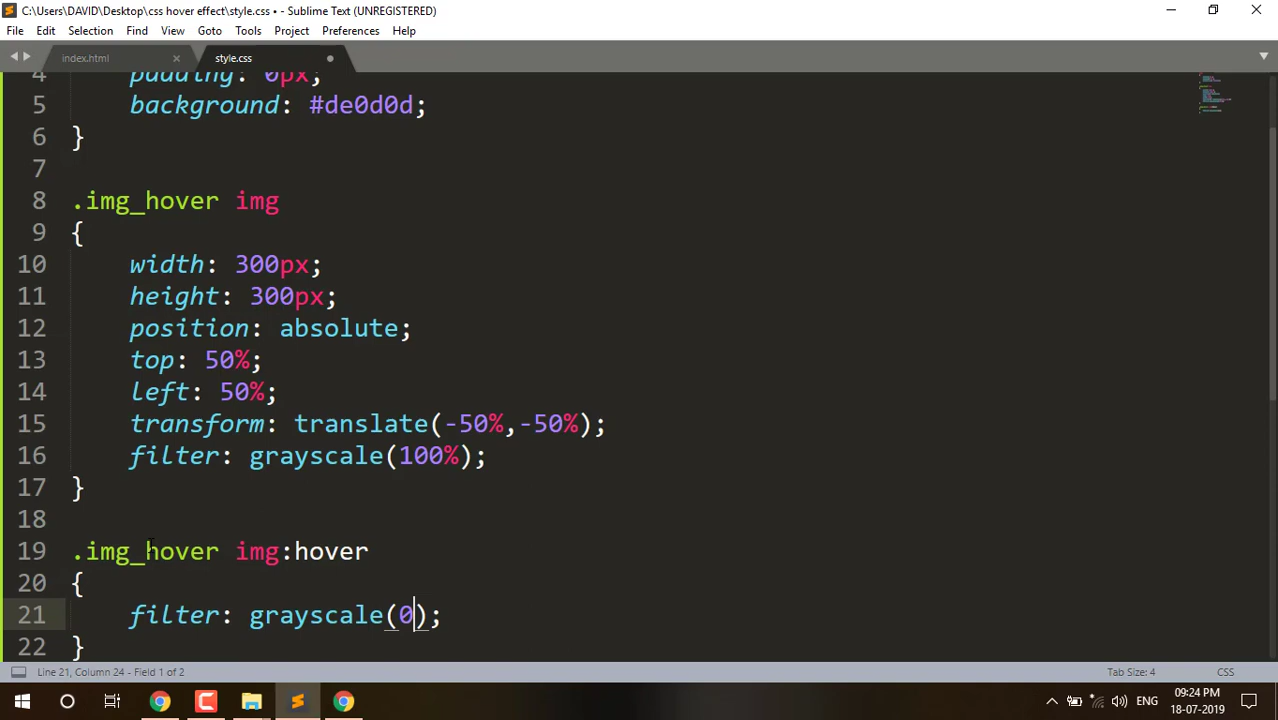 C:\Users\DAVID\Desktop\css hover effect\style.css • - Sublime Text (UNREGISTERED)
File Edit Selection Find View Goto Tools Project Preferences Help
index.html style.css
4 padding: 0px;
5 background: #de0d0d;
6 }
7
8 .img_hover img
9 {
10 width: 300px;
11 height: 300px;
12 position: absolute;
13 top: 50%;
14 left: 50%;
15 transform: translate(-50%,-50%);
16 filter: grayscale(100%);
17 }
18
19 .img_hover img:hover
20 {
21 filter: grayscale(0);
22 }
Line 21, Column 24 - Field 1 of 2 Tab Size: 4 CSS
ENG 09:24 PM
18-07-2019